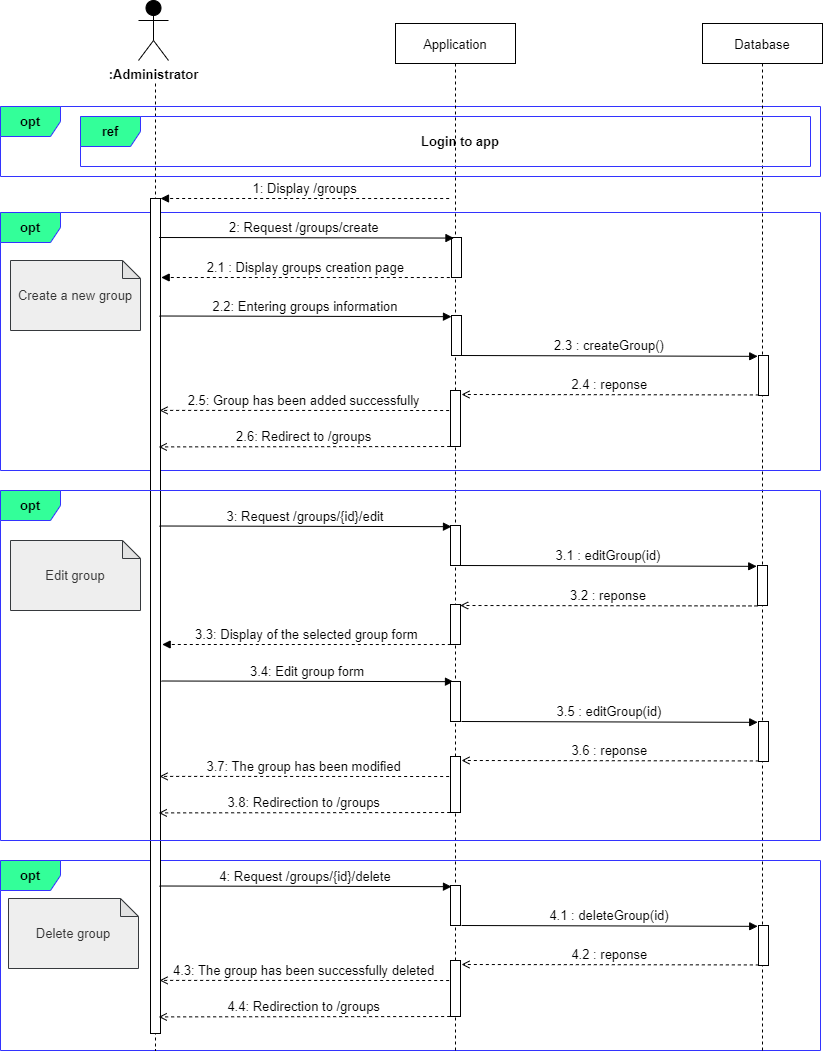 Application
Database
:Administrator
opt
ref
Login to app
1: Display /groups
opt
2: Request /groups/create
Create a new group
2.1 : Display groups creation page
2.2: Entering groups information
2.3 : createGroup()
2.4 : reponse
2.5: Group has been added successfully
2.6: Redirect to /groups
opt
3: Request /groups/{id}/edit
Edit group
3.1 : editGroup(id)
3.2 : reponse
3.3: Display of the selected group form
3.4: Edit group form
3.5 : editGroup(id)
3.6 : reponse
3.7: The group has been modified
3.8: Redirection to /groups
opt
4: Request /groups/{id}/delete
Delete group
4.1 : deleteGroup(id)
4.2 : reponse
4.3: The group has been successfully deleted
4.4: Redirection to /groups